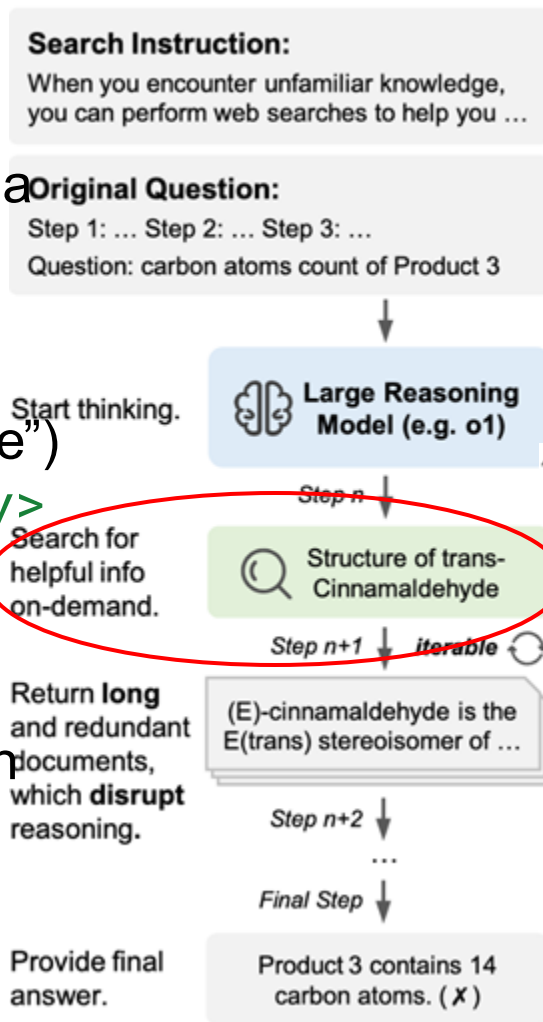 Search Instruction:
When you encounter unfamiliar knowledge,
you can perform web searches to help you …
a
Original Question:
Step 1: … Step 2: … Step 3: …
Question: carbon atoms count of Product 3
Start thinking.
Large Reasoning
Model (e.g. o1)
e”)
Step n
y>
Search for
helpful info
on-demand.
Structure of trans-
Cinnamaldehyde
Step n+1
iterable
Return long
and redundant
documents,
which disrupt
reasoning.
n
(E)-cinnamaldehyde is the
E(trans) stereoisomer of …
Step n+2
…
Final Step
Provide final
answer.
Product 3 contains 14
carbon atoms. (✗)